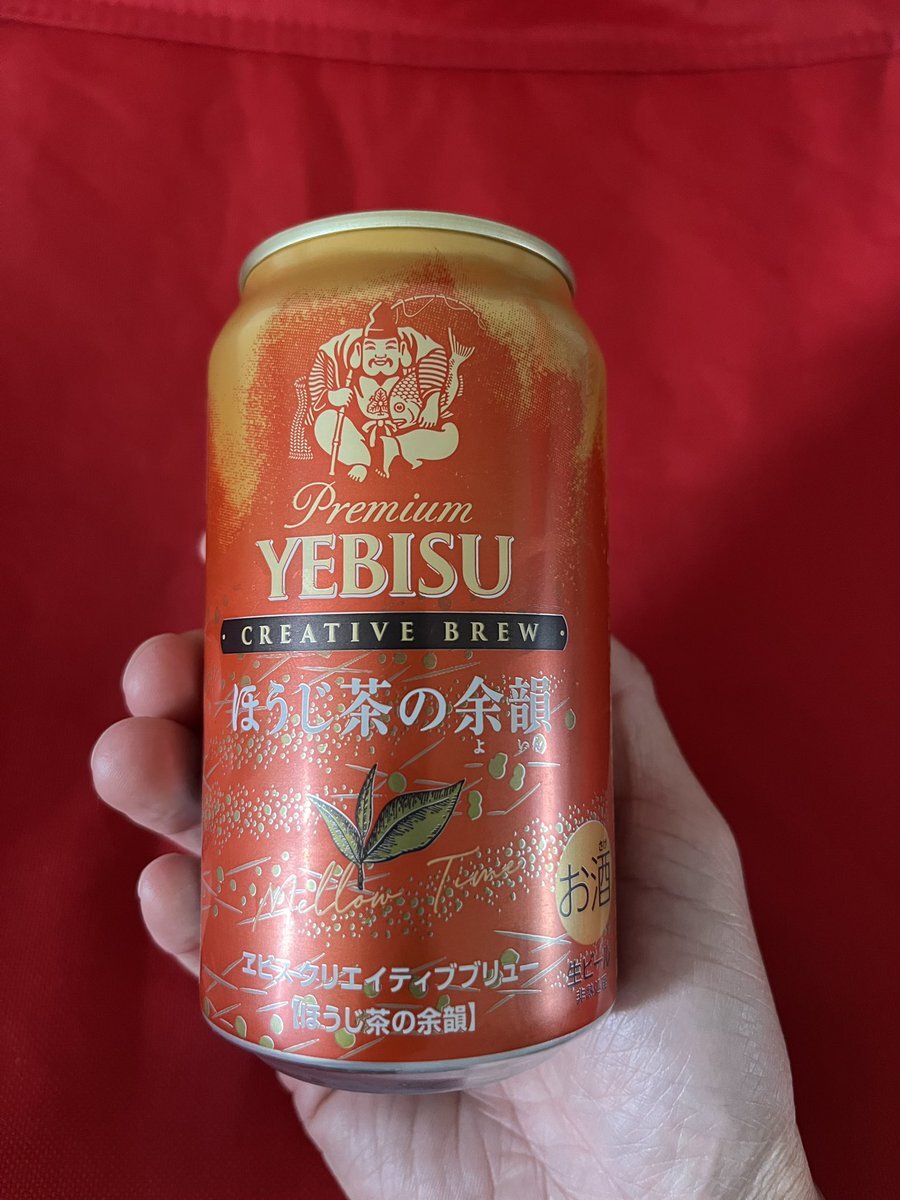 Premium
YEBISU
CREATIVE BREW
ほうじ茶の余韻
よいん
Mellow Time
さけ
お酒
ヱビス クリエイティブブリュー
【ほうじ茶の余韻】
生ビール